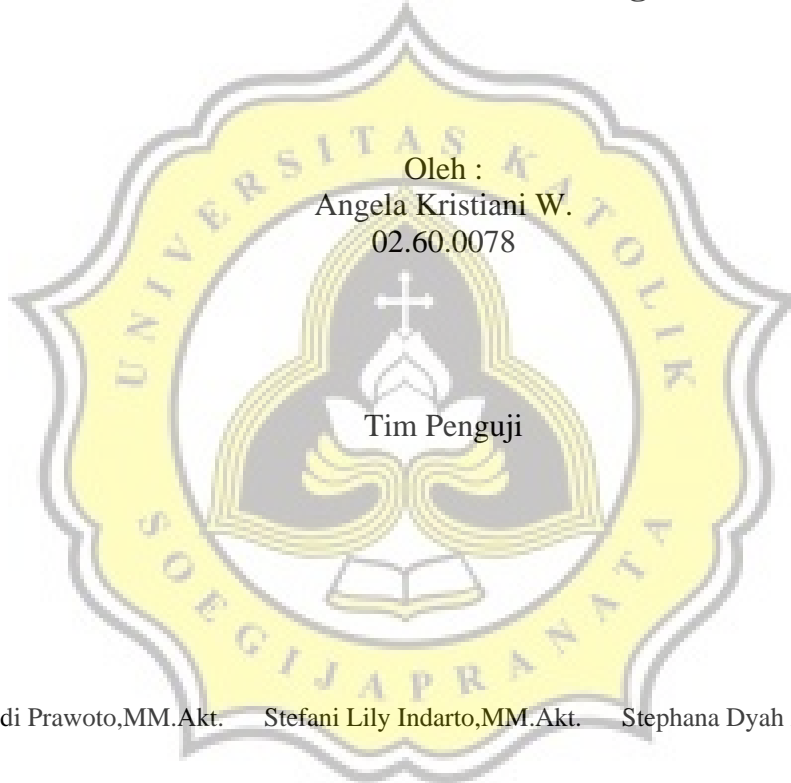 Oleh :
Angela Kristiani W.
02.60.0078
UNIVERSITAS KATOLIK
Tim Penguji
SOEGIJAPRANATA
di Prawoto,MM.Akt. Stefani Lily Indarto,MM.Akt. Stephana Dyah